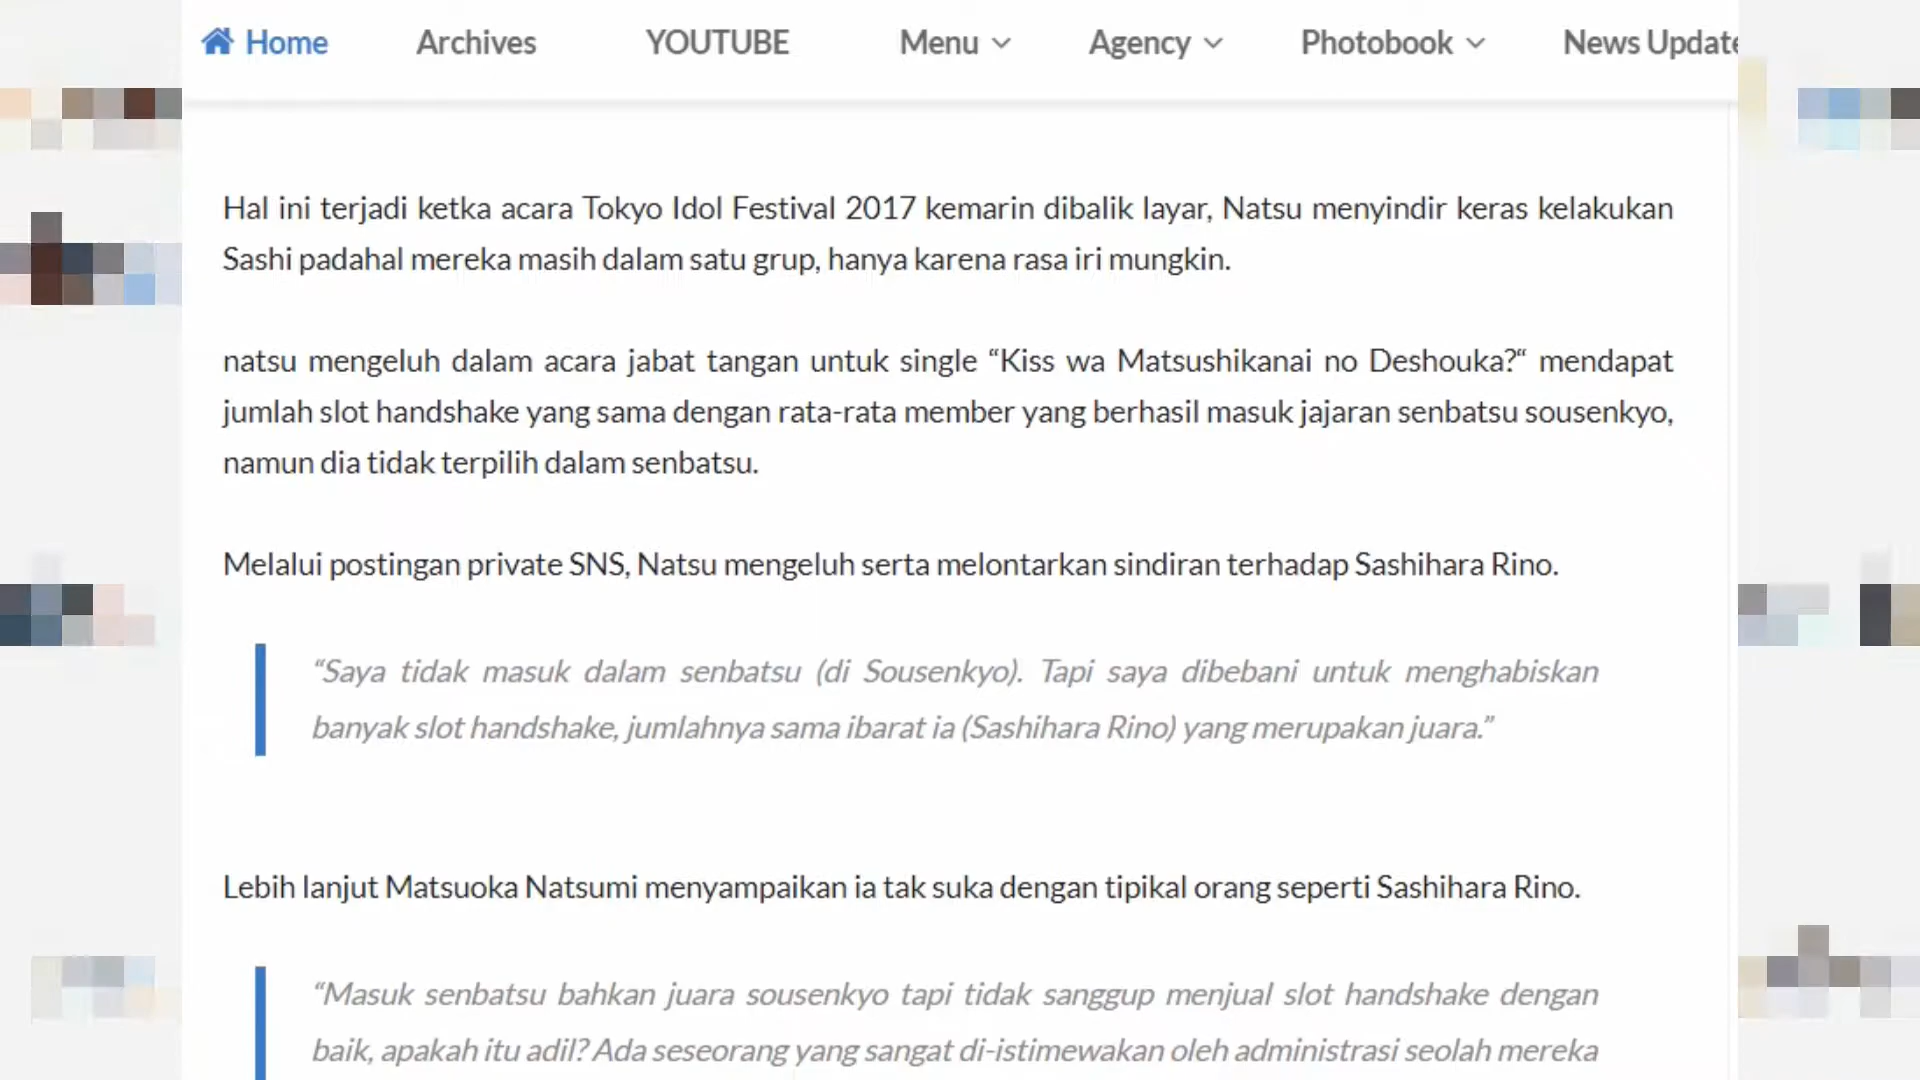 Home Archives YOUTUBE Menu Agency Photobook News Update
Hal ini terjadi ketka acara Tokyo Idol Festival 2017 kemarin dibalik layar, Natsu menyindir keras kelakukan
Sashi padahal mereka masih dalam satu grup, hanya karena rasa iri mungkin.
natsu mengeluh dalam acara jabat tangan untuk single “Kiss wa Matsushikanai no Deshouka?“ mendapat
jumlah slot handshake yang sama dengan rata-rata member yang berhasil masuk jajaran senbatsu sousenkyo,
namun dia tidak terpilih dalam senbatsu.
Melalui postingan private SNS, Natsu mengeluh serta melontarkan sindiran terhadap Sashihara Rino.
“Saya tidak masuk dalam senbatsu (di Sousenkyo). Tapi saya dibebani untuk menghabiskan
banyak slot handshake, jumlahnya sama ibarat ia (Sashihara Rino) yang merupakan juara.”
Lebih lanjut Matsuoka Natsumi menyampaikan ia tak suka dengan tipikal orang seperti Sashihara Rino.
“Masuk senbatsu bahkan juara sousenkyo tapi tidak sanggup menjual slot handshake dengan
baik, apakah itu adil? Ada seseorang yang sangat di-istimewakan oleh administrasi seolah mereka